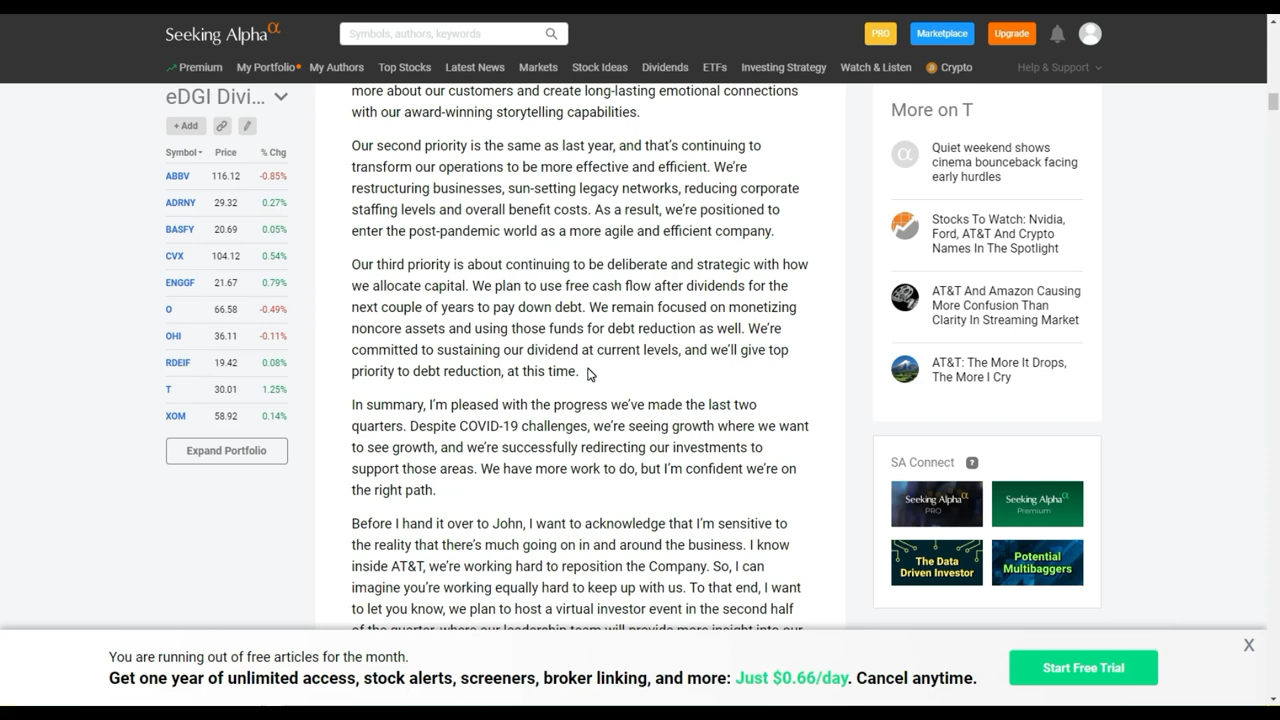 Seeking Alpha α
Symbols, authors, keywords
PRO
Marketplace
Upgrade
Premium
My Portfolio
My Authors
Top Stocks
Latest News
Markets
Stock Ideas
Dividends
ETFs
Investing Strategy
Watch & Listen
Crypto
Help & Support
eDGI Divi...
+ Add
Symbol Price % Chg
ABBV 116.12 -0.85%
ADRNY 29.32 0.27%
BASFY 20.69 0.05%
CVX 104.12 0.54%
ENGGF 21.67 0.79%
O 66.58 -0.49%
OHI 36.11 -0.11%
RDEIF 19.42 0.08%
T 30.01 1.25%
XOM 58.92 0.14%
Expand Portfolio
more about our customers and create long-lasting emotional connections
with our award-winning storytelling capabilities.
Our second priority is the same as last year, and that's continuing to
transform our operations to be more effective and efficient. We're
restructuring businesses, sun-setting legacy networks, reducing corporate
staffing levels and overall benefit costs. As a result, we're positioned to
enter the post-pandemic world as a more agile and efficient company.
Our third priority is about continuing to be deliberate and strategic with how
we allocate capital. We plan to use free cash flow after dividends for the
next couple of years to pay down debt. We remain focused on monetizing
noncore assets and using those funds for debt reduction as well. We're
committed to sustaining our dividend at current levels, and we'll give top
priority to debt reduction, at this time.
In summary, I'm pleased with the progress we've made the last two
quarters. Despite COVID-19 challenges, we're seeing growth where we want
to see growth, and we're successfully redirecting our investments to
support those areas. We have more work to do, but I'm confident we're on
the right path.
Before I hand it over to John, I want to acknowledge that I'm sensitive to
the reality that there's much going on in and around the business. I know
inside AT&T, we're working hard to reposition the Company. So, I can
imagine you're working equally hard to keep up with us. To that end, I want
to let you know, we plan to host a virtual investor event in the second half
of the quarter, where our leadership team will provide more insight into our
More on T
α
Quiet weekend shows
cinema bounceback facing
early hurdles
Stocks To Watch: Nvidia,
Ford, AT&T And Crypto
Names In The Spotlight
AT&T And Amazon Causing
More Confusion Than
Clarity In Streaming Market
AT&T: The More It Drops,
The More I Cry
SA Connect ?
Seeking Alpha α
PRO
Seeking Alpha α
Premium
The Data
Driven Investor
Potential
Multibaggers
You are running out of free articles for the month.
Get one year of unlimited access, stock alerts, screeners, broker linking, and more: Just $0.66/day. Cancel anytime.
Start Free Trial
X